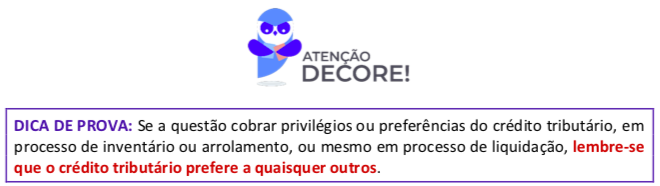 ATENÇÃO
DECORE!
DICA DE PROVA: Se a questão cobrar privilégios ou preferências do crédito tributário, em
processo de inventário ou arrolamento, ou mesmo em processo de liquidação, lembre-se
que o crédito tributário prefere a quaisquer outros.